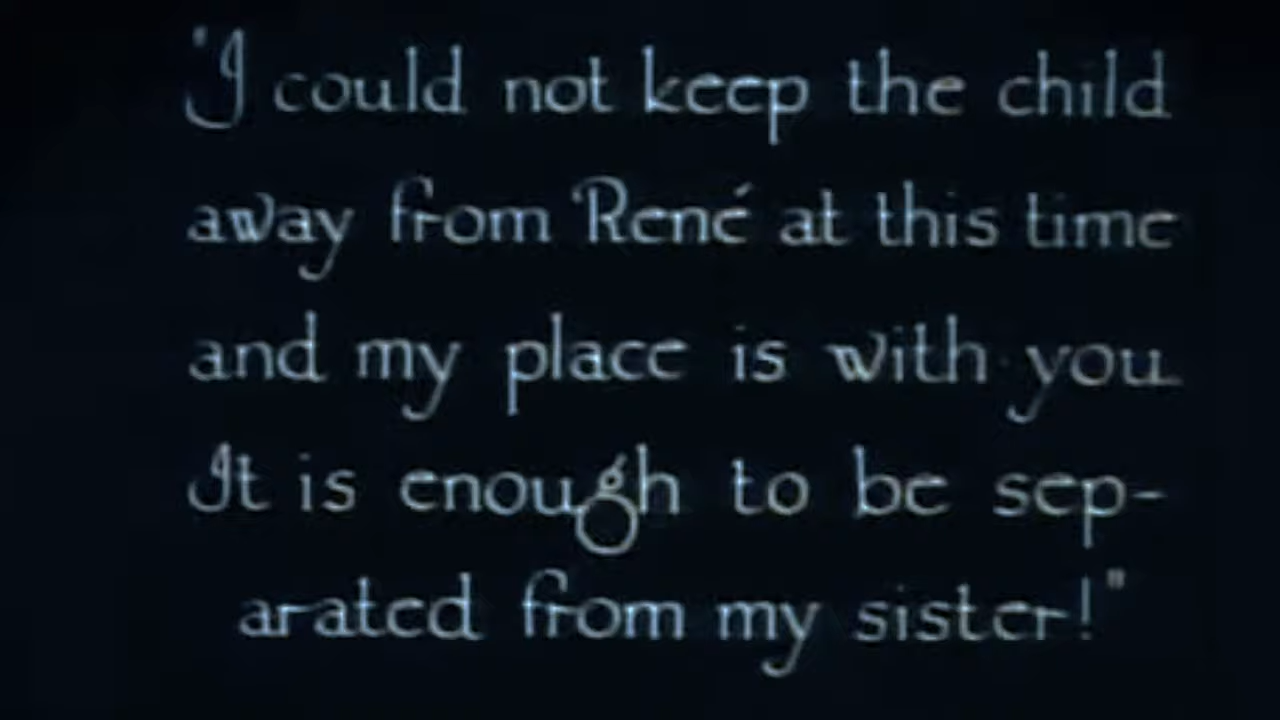 "I could not keep the child
away from René at this time
and my place is with you.
It is enough to be sep-
arated from my sister!"